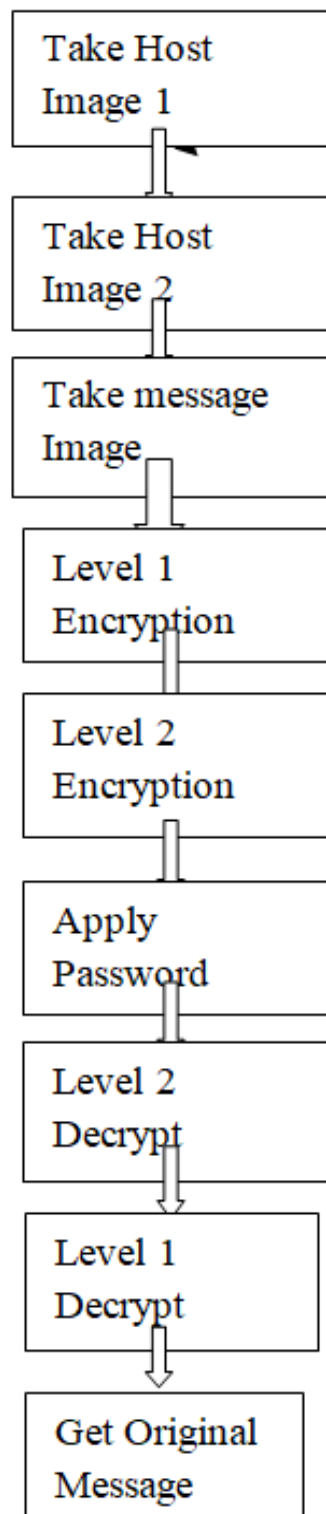 Take Host
Image 1
Take Host
Image 2
Take message
Image
Level 1
Encryption
Level 2
Encryption
Apply
Password
Level 2
Decrypt
Level 1
Decrypt
Get Original
Message